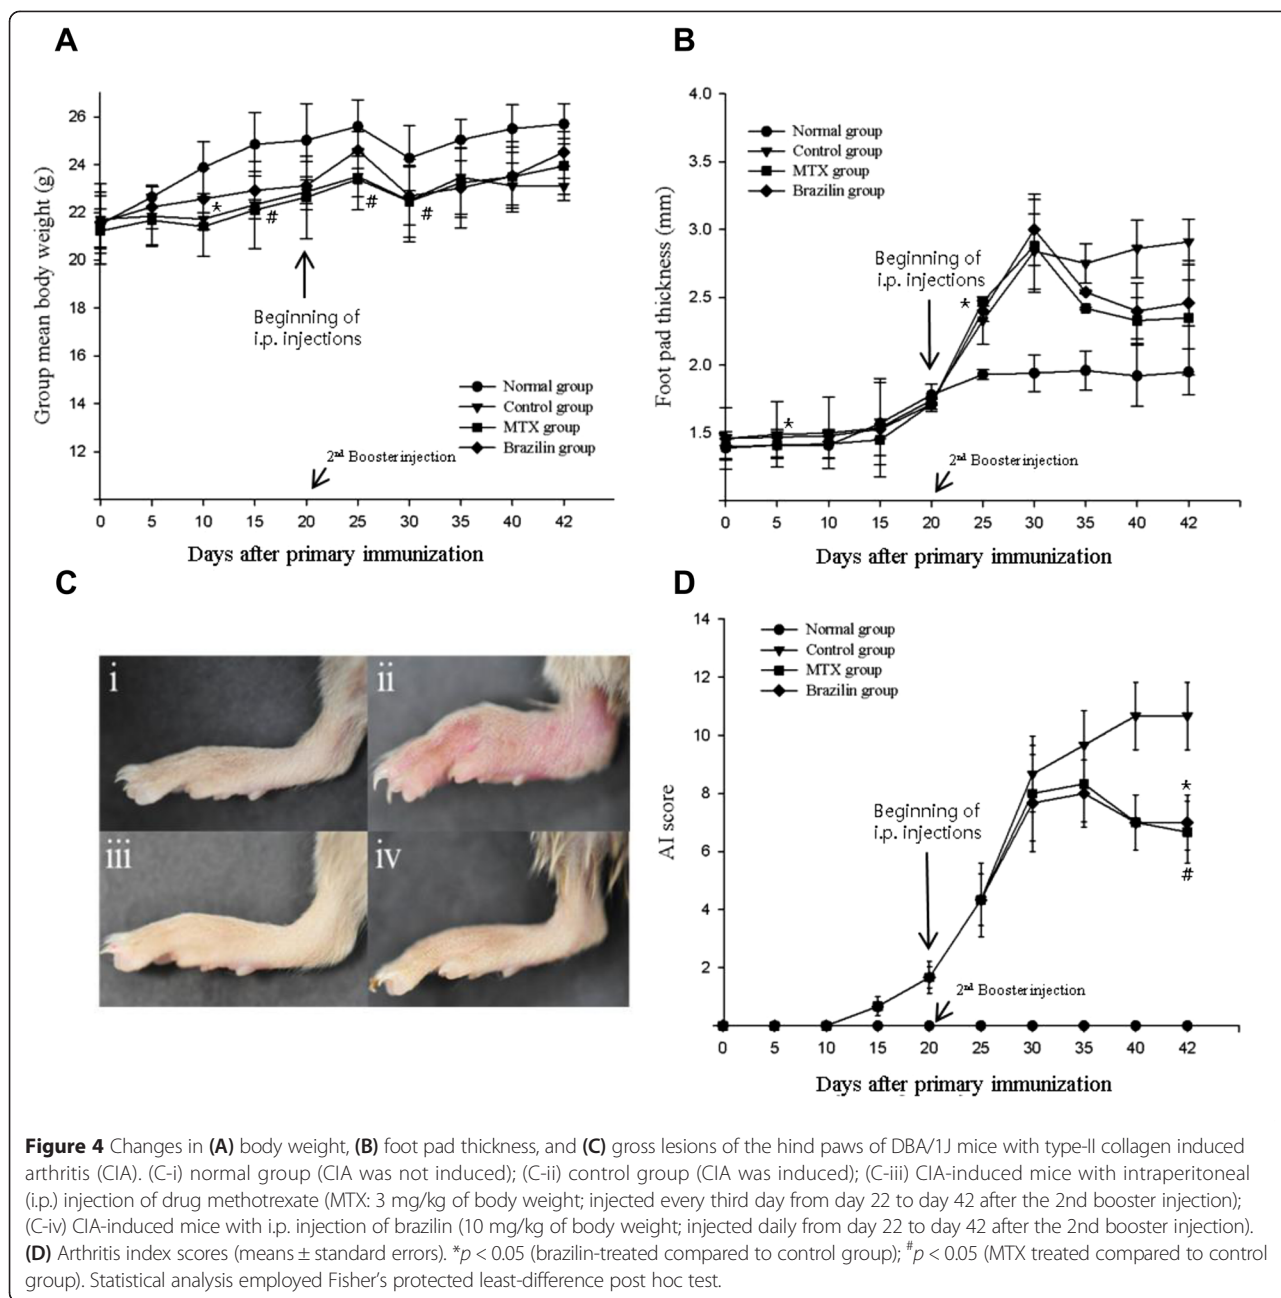 A
Group mean body weight (g)
26
24
22
20
18
16
14
12
*
#
#
#
Beginning of
i.p. injections
Normal group
Control group
MTX group
Brazilin group
2nd Boosterinjection
0 5 10 15 20 25 30 35 40 42
Days after primary immunization
B
Foot pad thickness (mm)
4.0
3.5
3.0
2.5
2.0
1.5
Normal group
Control group
MTX group
Brazilin group
Beginning of
i.p. injections
*
*
2nd Boosterinjection
0 5 10 15 20 25 30 35 40 42
Days after primary immunization
C
i
ii
iii
iv
D
AI score
14
12
10
8
6
4
2
Normal group
Control group
MTX group
Brazilin group
Beginning of
i.p. injections
*
#
2nd Boosterinjection
0 5 10 15 20 25 30 35 40 42
Days after primary immunization
Figure 4 Changes in (A) body weight, (B) foot pad thickness, and (C) gross lesions of the hind paws of DBA/1J mice with type-II collagen induced
arthritis (CIA). (C-i) normal group (CIA was not induced); (C-ii) control group (CIA was induced); (C-iii) CIA-induced mice with intraperitoneal
(i.p.) injection of drug methotrexate (MTX: 3 mg/kg of body weight; injected every third day from day 22 to day 42 after the 2nd booster injection);
(C-iv) CIA-induced mice with i.p. injection of brazilin (10 mg/kg of body weight; injected daily from day 22 to day 42 after the 2nd booster injection).
(D) Arthritis index scores (means ± standard errors). *p < 0.05 (brazilin-treated compared to control group); #p < 0.05 (MTX treated compared to control
group). Statistical analysis employed Fisher's protected least-difference post hoc test.